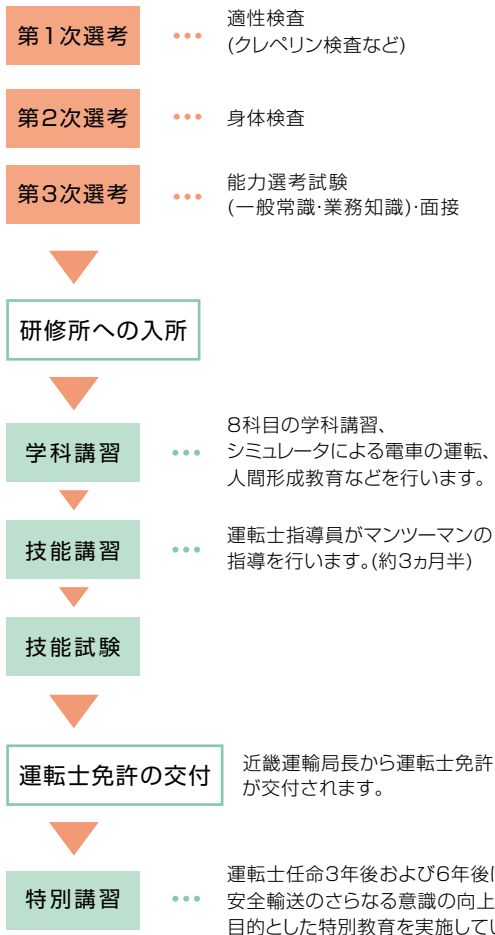 第1次選考 ••• 適性検査
(クレペリン検査など)
第2次選考 ••• 身体検査
第3次選考 ••• 能力選考試験
(一般常識・業務知識)・面接
研修所への入所
学科講習 ••• 8科目の学科講習、
シミュレータによる電車の運転、
人間形成教育などを行います。
技能講習 ••• 運転士指導員がマンツーマンの
指導を行います。(約3ヵ月半)
技能試験
運転士免許の交付
近畿運輸局長から運転士免許
が交付されます。
特別講習 ••• 運転士任命3年後および6年後に
安全輸送のさらなる意識の向上
目的とした特別教育を実施してい